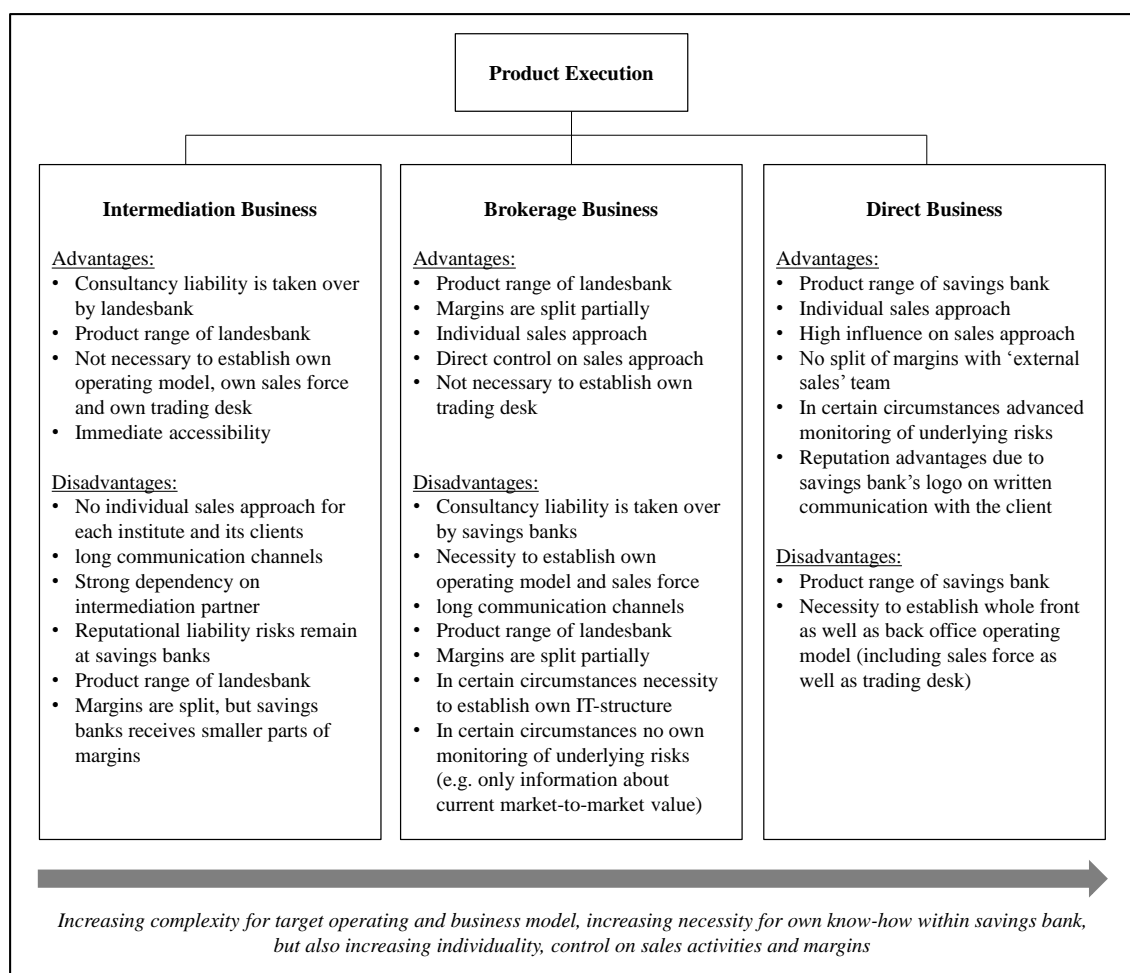 Product Execution
Intermediation Business
Advantages:
• Consultancy liability is taken over
by landesbank
• Product range of landesbank
• Not necessary to establish own
operating model, own sales force
and own trading desk
• Immediate accessibility
Disadvantages:
• No individual sales approach for
each institute and its clients
• long communication channels
• Strong dependency on
intermediation partner
• Reputational liability risks remain
at savings banks
• Product range of landesbank
• Margins are split, but savings
banks receives smaller parts of
margins
Brokerage Business
Advantages:
• Product range of landesbank
• Margins are split partially
• Individual sales approach
• Direct control on sales approach
• Not necessary to establish own
trading desk
Disadvantages:
• Consultancy liability is taken over
by savings banks
• Necessity to establish own
operating model and sales force
• long communication channels
• Product range of landesbank
• Margins are split partially
• In certain circumstances necessity
to establish own IT-structure
• In certain circumstances no own
monitoring of underlying risks
(e.g. only information about
current market-to-market value)
Direct Business
Advantages:
• Product range of savings bank
• Individual sales approach
• High influence on sales approach
• No split of margins with ‘external
sales’ team
• In certain circumstances advanced
monitoring of underlying risks
• Reputation advantages due to
savings bank’s logo on written
communication with the client
Disadvantages:
• Product range of savings bank
• Necessity to establish whole front
as well as back office operating
model (including sales force as
well as trading desk)
Increasing complexity for target operating and business model, increasing necessity for own know-how within savings bank,
but also increasing individuality, control on sales activities and margins